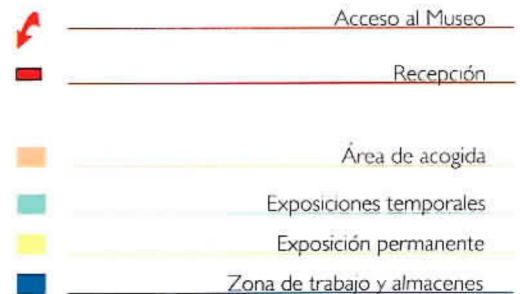 Acceso al Museo
Recepción
Área de acogida
Exposiciones temporales
Exposición permanente
Zona de trabajo y almacenes